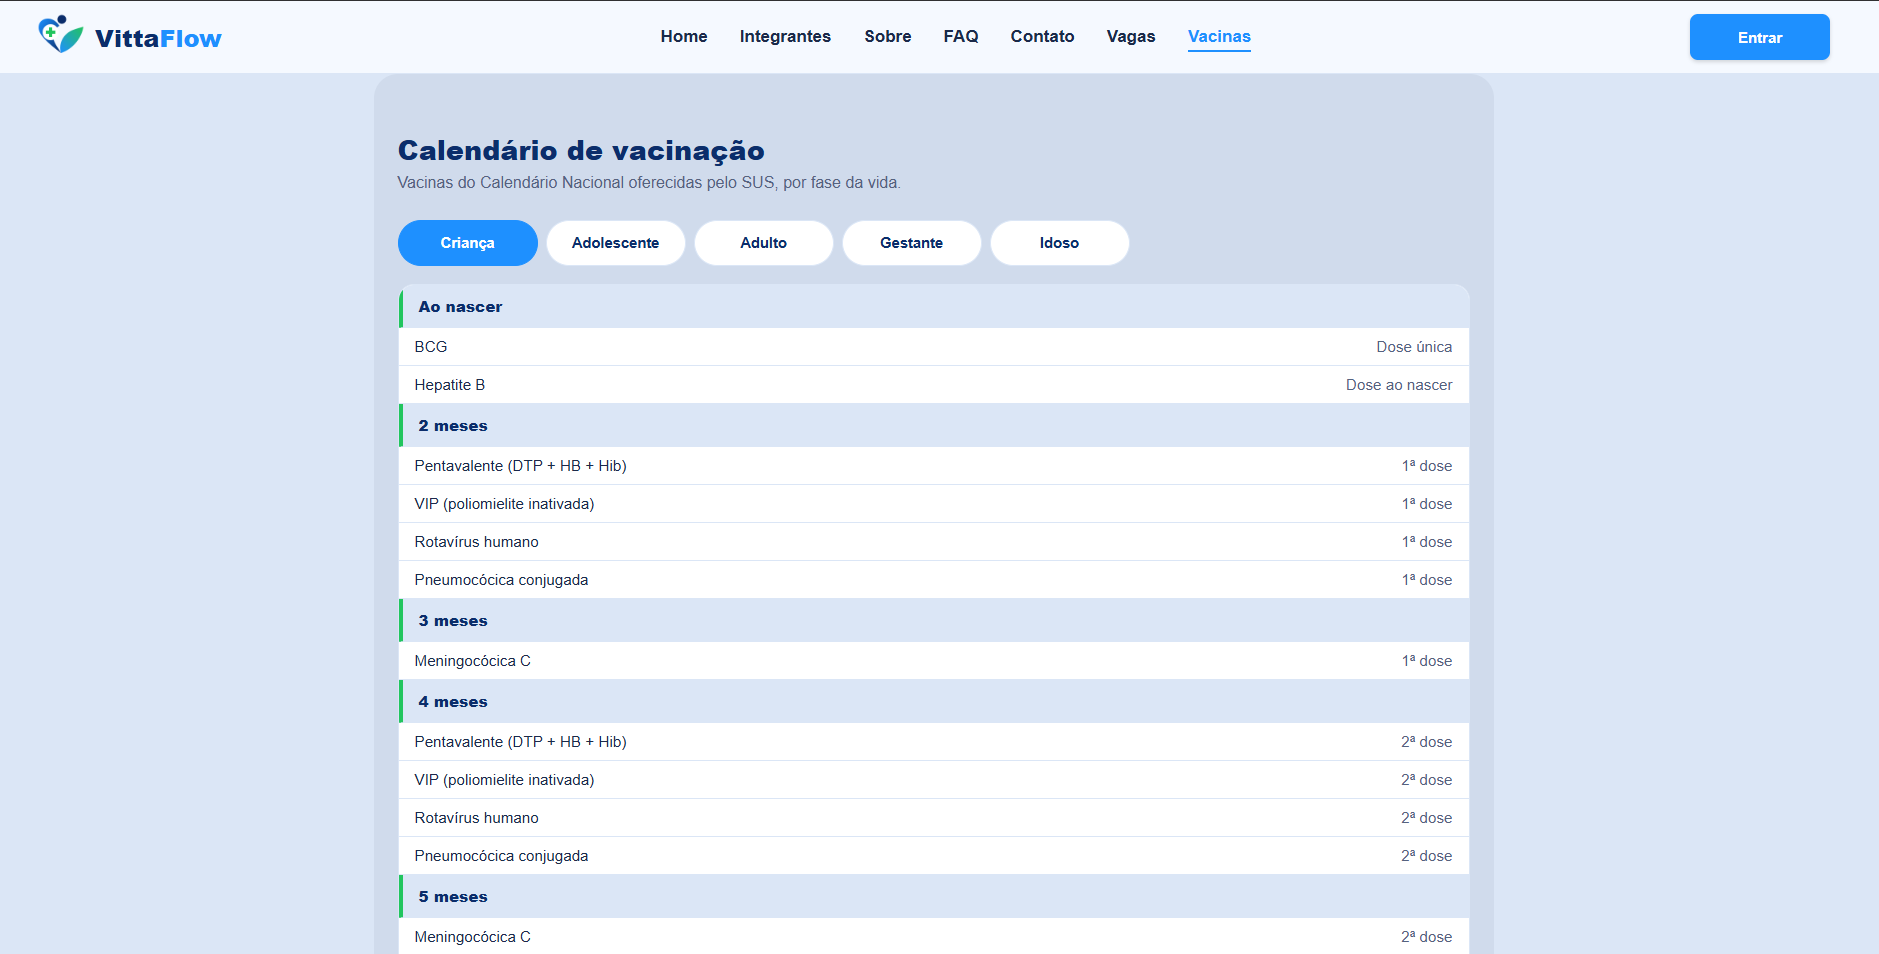 VittaFlow
Home Integrantes Sobre FAQ Contato Vagas Vacinas
Entrar
Calendário de vacinação
Vacinas do Calendário Nacional oferecidas pelo SUS, por fase da vida.
Criança Adolescente Adulto Gestante Idoso
Ao nascer
BCG Dose única
Hepatite B Dose ao nascer
2 meses
Pentavalente (DTP + HB + Hib) 1ª dose
VIP (poliomielite inativada) 1ª dose
Rotavírus humano 1ª dose
Pneumocócica conjugada 1ª dose
3 meses
Meningocócica C 1ª dose
4 meses
Pentavalente (DTP + HB + Hib) 2ª dose
VIP (poliomielite inativada) 2ª dose
Rotavírus humano 2ª dose
Pneumocócica conjugada 2ª dose
5 meses
Meningocócica C 2ª dose